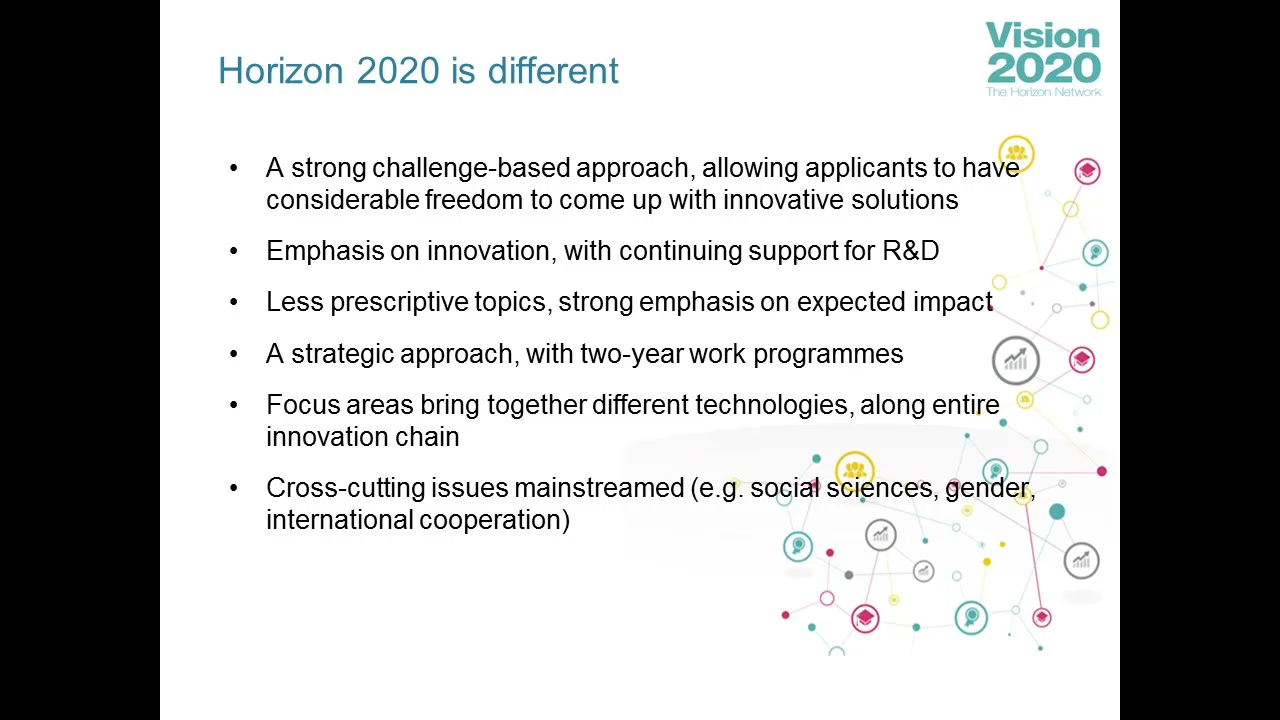 Vision
2020
The Horizon Network
Horizon 2020 is different
• A strong challenge-based approach, allowing applicants to have
considerable freedom to come up with innovative solutions
• Emphasis on innovation, with continuing support for R&D
• Less prescriptive topics, strong emphasis on expected impact
• A strategic approach, with two-year work programmes
• Focus areas bring together different technologies, along entire
innovation chain
• Cross-cutting issues mainstreamed (e.g. social sciences, gender,
international cooperation)